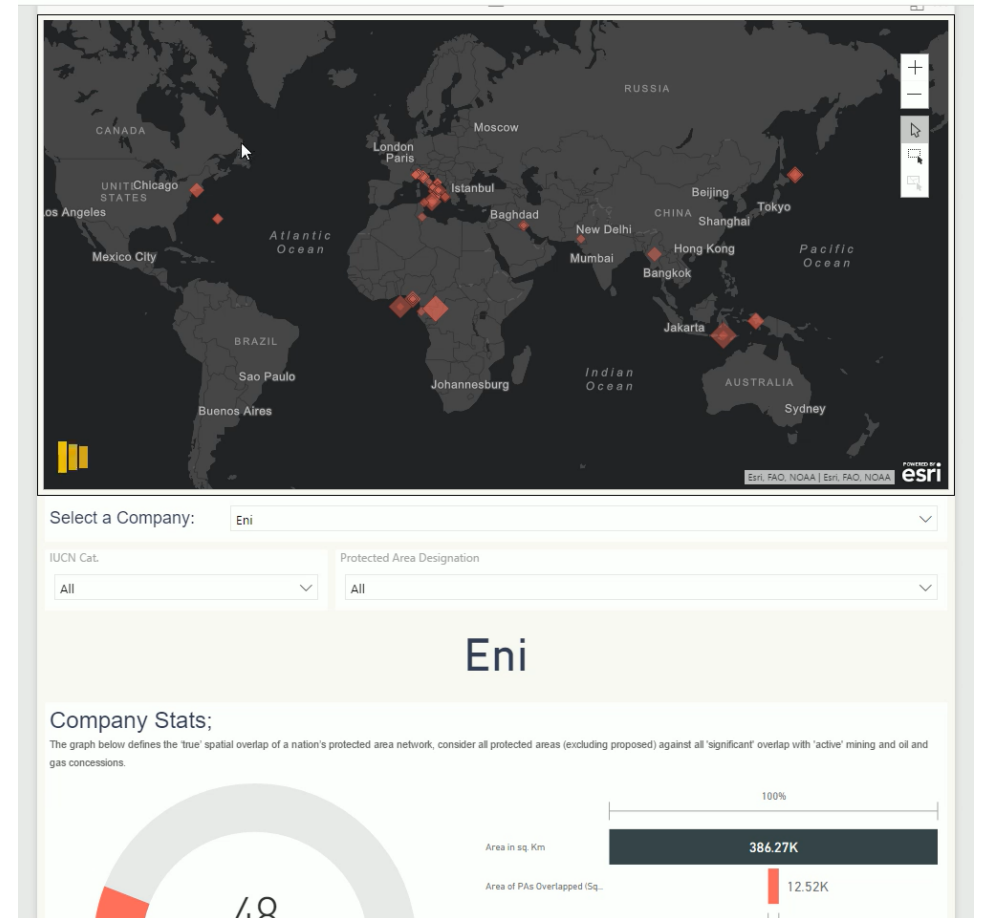 RUSSIA
CANADA
Moscow
London
Paris
UNIT
Chicago
STATES
Istanbul
Beijing
os Angeles
Baghdad
CHINA
Tokyo
Shanghai
Atlantic
Ocean
New Delhi
Mexico City
Mumbai
Hong Kong
Pacific
Ocean
Bangkok
Jakarta
BRAZIL
Sao Paulo
Johannesburg
Indian
Ocean
AUSTRALIA
Buenos Aires
Sydney
POWERED BY
esri
Esri, FAO, NOAA | Esri, FAO, NOAA
Select a Company:
Eni
IUCN Cat.
Protected Area Designation
All
All
Eni
Company Stats;
The graph below defines the 'true' spatial overlap of a nation's protected area network, consider all protected areas (excluding proposed) against all 'significant' overlap with 'active' mining and oil and
gas concessions.
100%
Area in sq. Km
386.27K
Area of PAs Overlapped (Sq...
12.52K
48